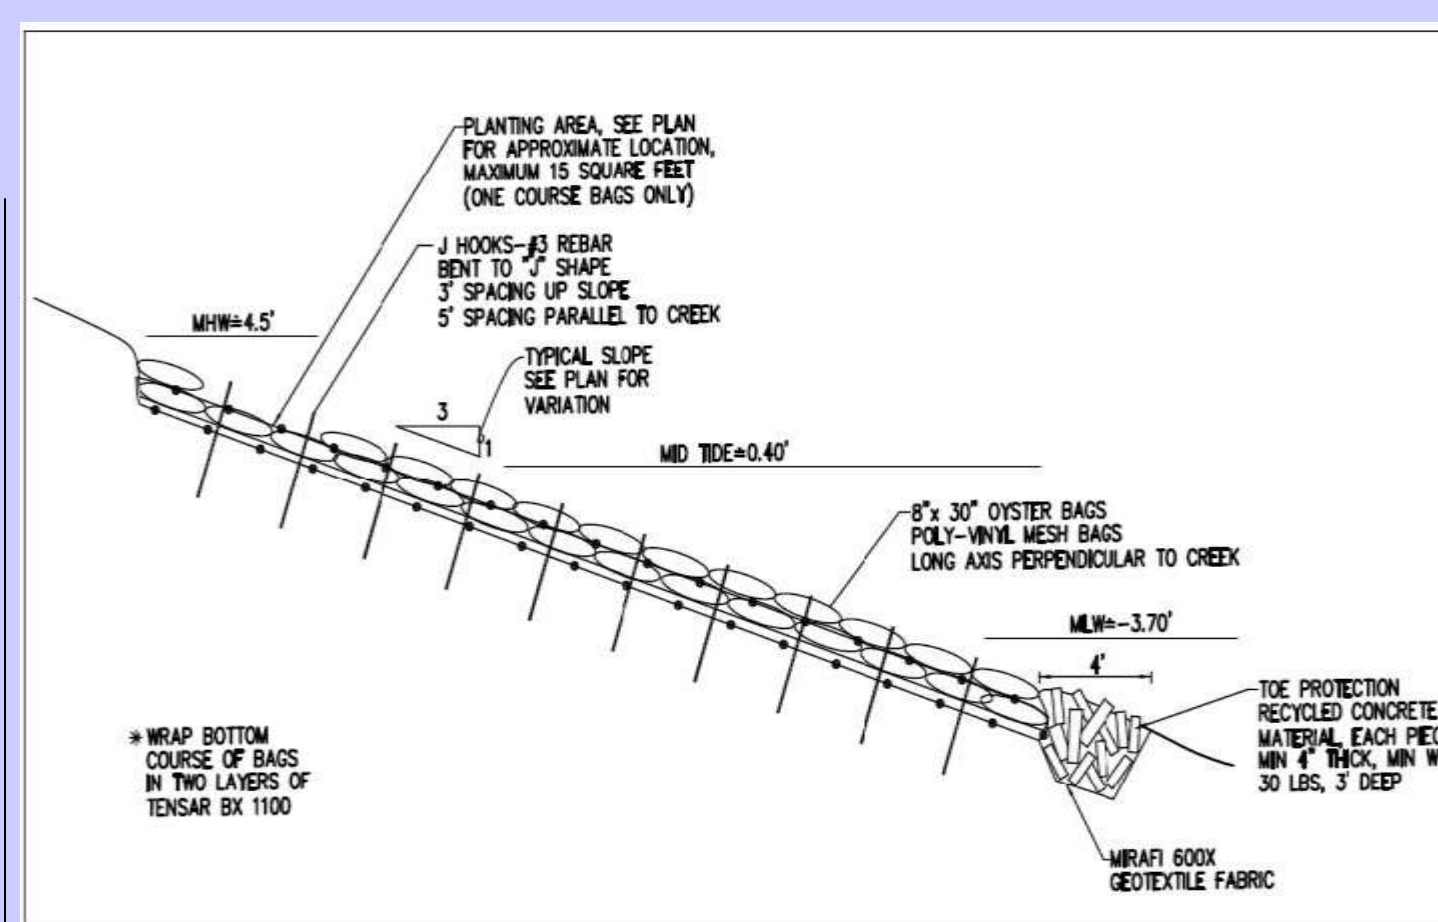 PLANTING AREA, SEE PLAN
FOR APPROXIMATE LOCATION,
MAXIMUM 15 SQUARE FEET
(ONE COURSE BAGS ONLY)
J HOOKS-#3 REBAR
BENT TO "J" SHAPE
3' SPACING UP SLOPE
5' SPACING PARALLEL TO CREEK
MHW=4.5'
TYPICAL SLOPE
SEE PLAN FOR
VARIATION
3
1
MID TIDE=0.40'
8"x 30" OYSTER BAGS
POLY-VINYL MESH BAGS
LONG AXIS PERPENDICULAR TO CREEK
MLW=-3.70'
4'
TOE PROTECTION
RECYCLED CONCRETE
MATERIAL, EACH PIEC
MIN 4" THICK, MIN W
30 LBS, 3' DEEP
* WRAP BOTTOM
COURSE OF BAGS
IN TWO LAYERS OF
TENSAR BX 1100
MIRAFI 600X
GEOTEXTILE FABRIC